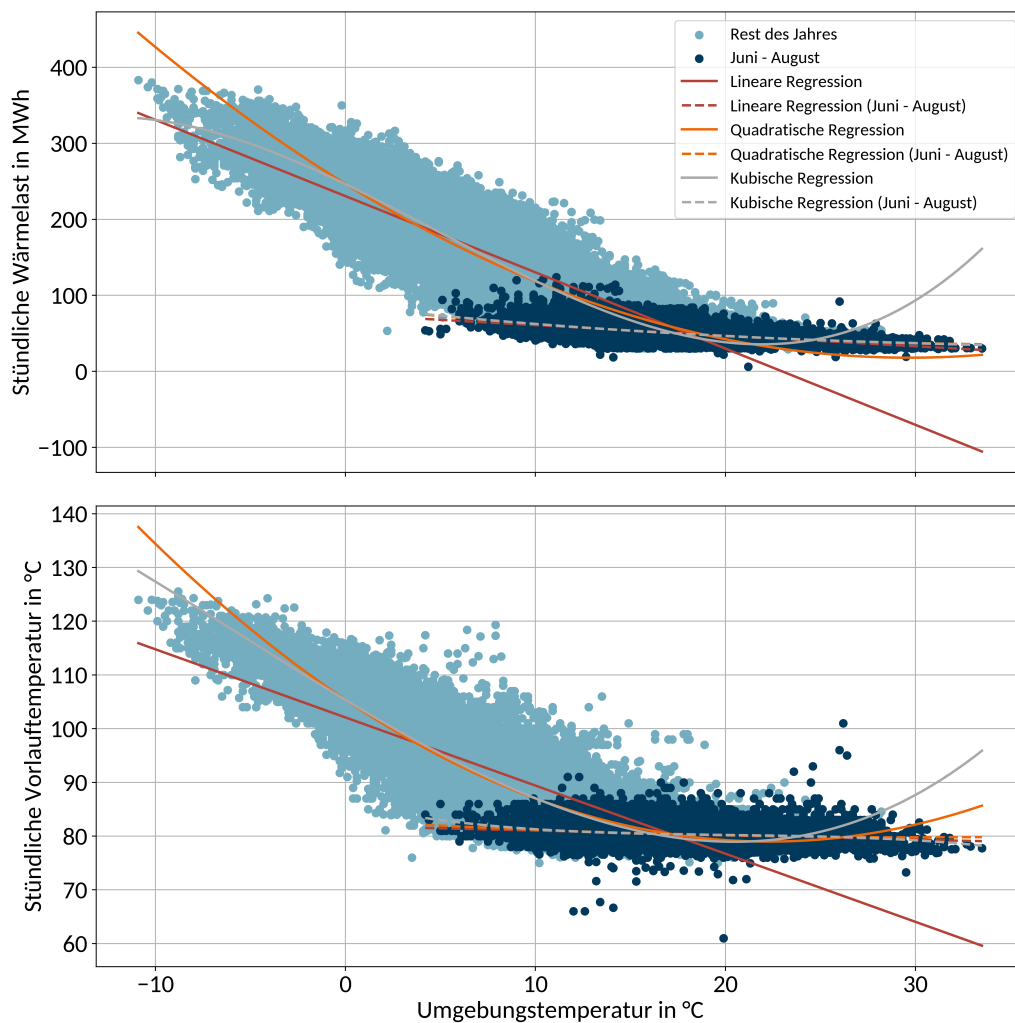 400
300
200
100
0
−100
Stündliche Wärmelast in MWh
Rest des Jahres
Juni - August
Lineare Regression
Lineare Regression (Juni - August)
Quadratische Regression
Quadratische Regression (Juni - August)
Kubische Regression
Kubische Regression (Juni - August)
140
130
120
110
100
90
80
70
60
Stündliche Vorlauftemperatur in °C
−10 0 10 20 30
Umgebungstemperatur in °C